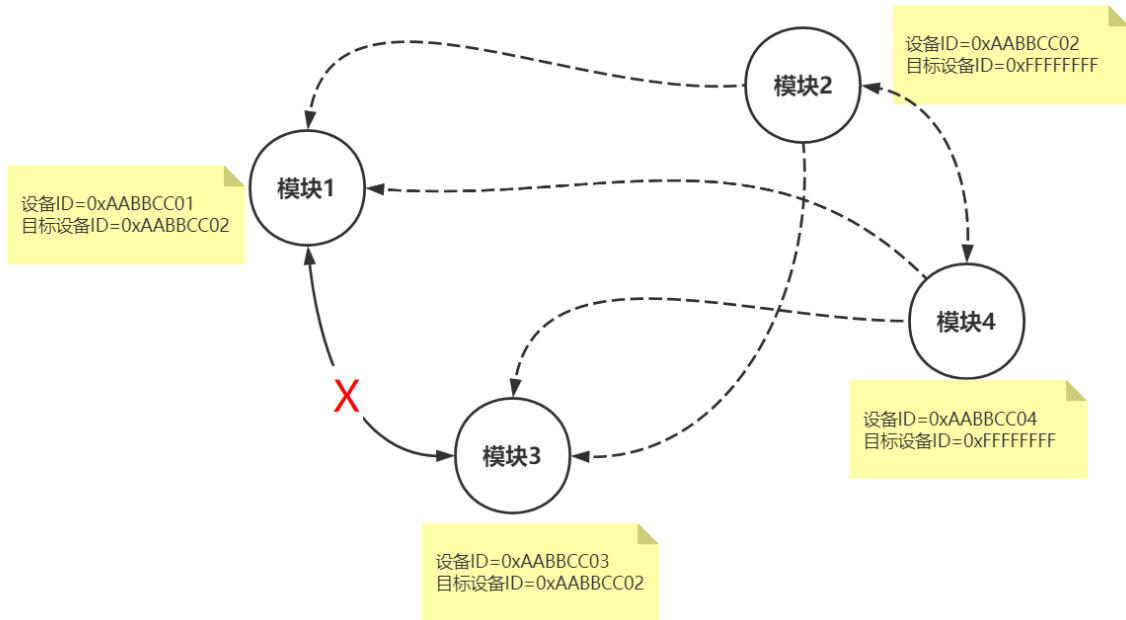 模块2
设备ID=0xAABBCC02
目标设备ID=0xFFFFFFFF
模块1
设备ID=0xAABBCC01
目标设备ID=0xAABBCC02
模块4
设备ID=0xAABBCC04
目标设备ID=0xFFFFFFFF
X
模块3
设备ID=0xAABBCC03
目标设备ID=0xAABBCC02